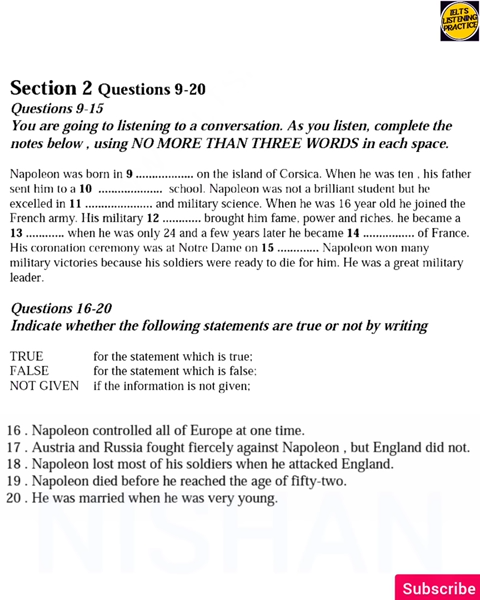 IELTS
LISTENING
PRACTICE
Section 2 Questions 9-20
Questions 9-15
You are going to listening to a conversation. As you listen, complete the
notes below , using NO MORE THAN THREE WORDS in each space.
Napoleon was born in 9 .................. on the island of Corsica. When he was ten , his father
sent him to a 10 .................... school. Napoleon was not a brilliant student but he
excelled in 11 ..................... and military science. When he was 16 year old he joined the
French army. His military 12 ............ brought him fame, power and riches. he became a
13 ............ when he was only 24 and a few years later he became 14 ................ of France.
His coronation ceremony was at Notre Dame on 15 ............. Napoleon won many
military victories because his soldiers were ready to die for him. He was a great military
leader.
Questions 16-20
Indicate whether the following statements are true or not by writing
TRUE for the statement which is true;
FALSE for the statement which is false;
NOT GIVEN if the information is not given;
16 . Napoleon controlled all of Europe at one time.
17 . Austria and Russia fought fiercely against Napoleon , but England did not.
18 . Napoleon lost most of his soldiers when he attacked England.
19 . Napoleon died before he reached the age of fifty-two.
20 . He was married when he was very young.
NISHAN
Subscribe